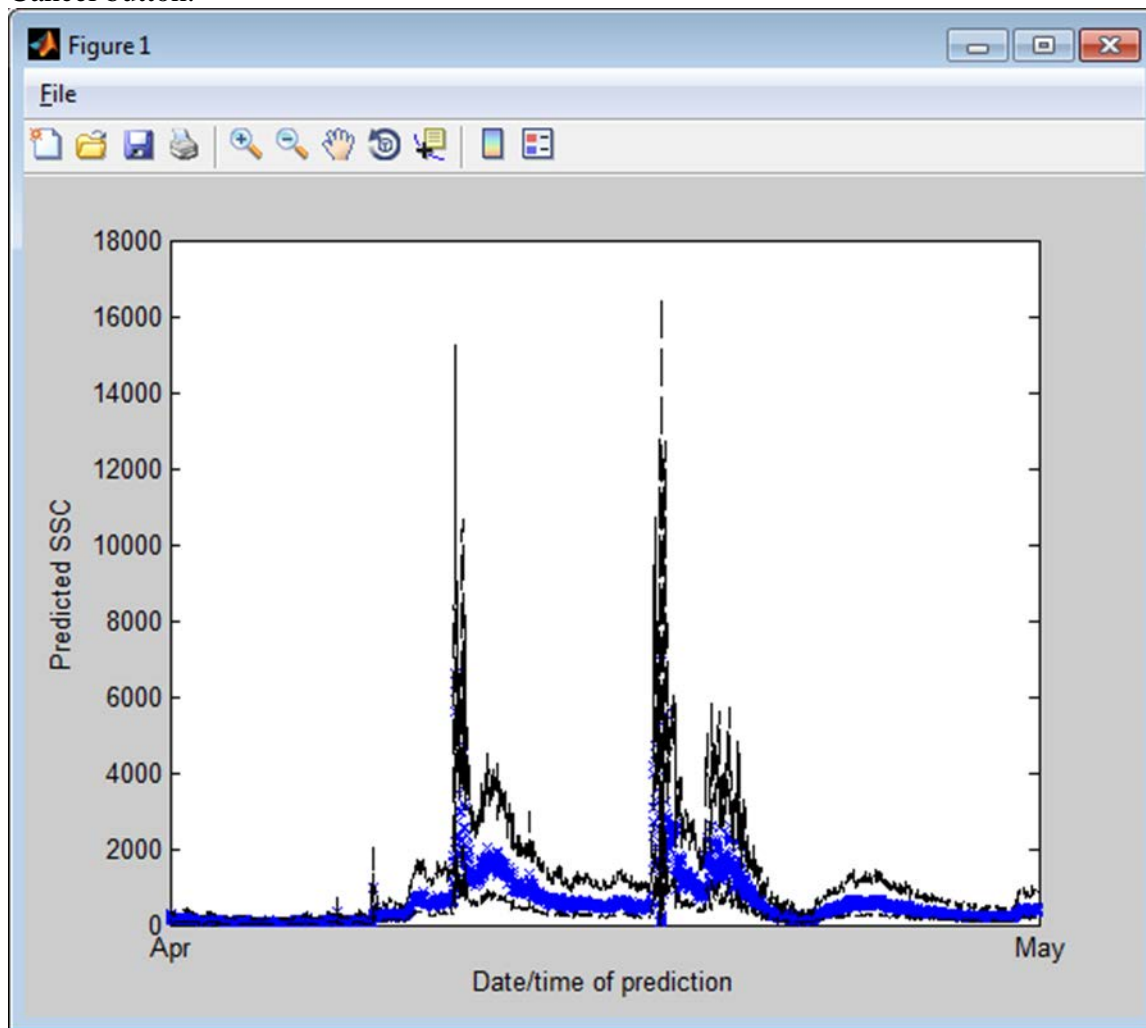 Cancel button.
Figure 1
File
18000
16000
14000
12000
10000
8000
6000
4000
2000
0
Predicted SSC
Apr
May
Date/time of prediction